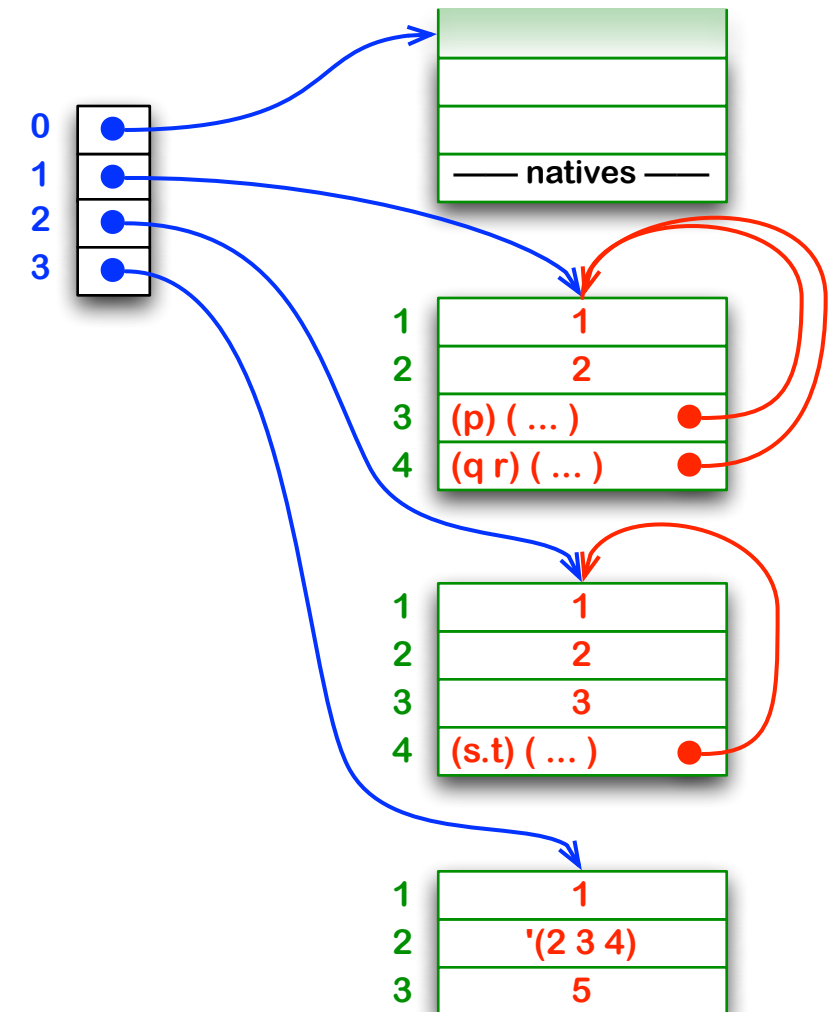 0
1
2
3
natives
1 1
2 2
3 (p) ( ... )
4 (q r) ( ... )
1 1
2 2
3 3
4 (s.t) ( ... )
1 1
2 '(2 3 4)
3 5